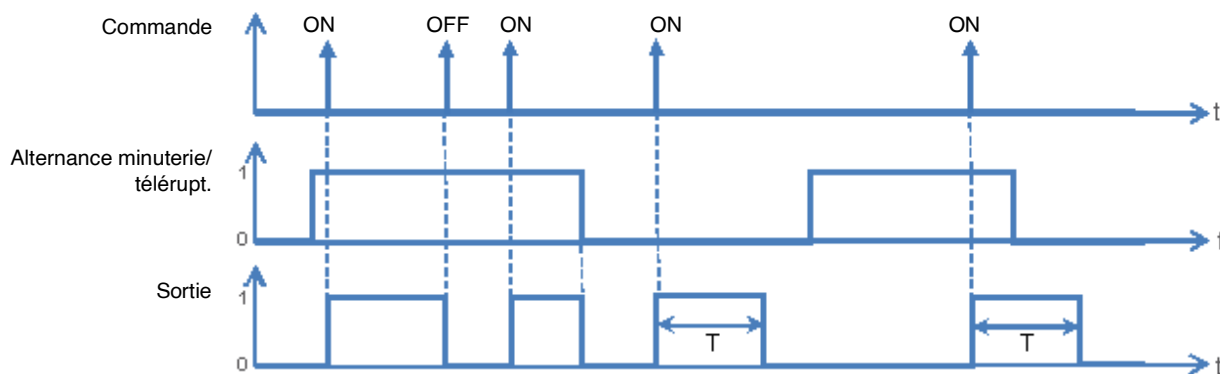 Commande
ON
OFF
ON
ON
ON
t
Alternance minuterie/
télérupt.
1
0
t
Sortie
1
0
T
T
t